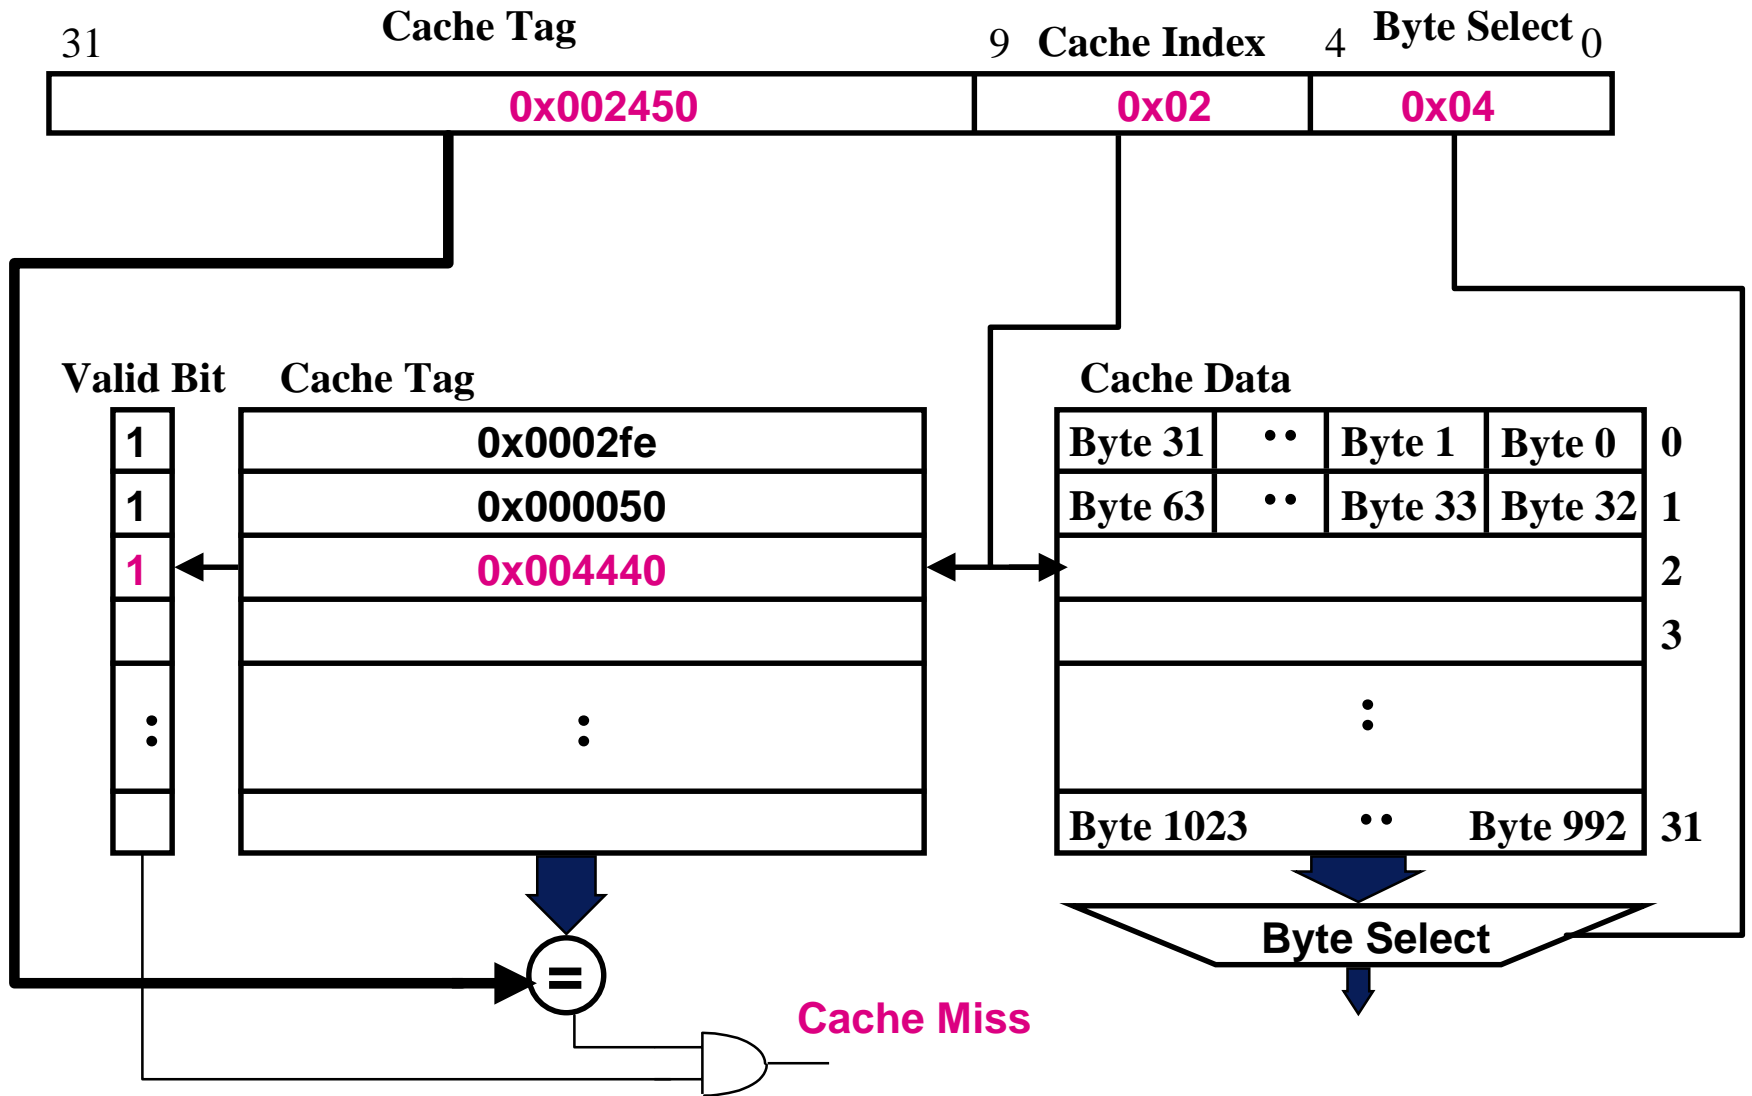 31 Cache Tag 9 Cache Index 4 Byte Select 0
0x002450 0x02 0x04
Valid Bit Cache Tag Cache Data
1 0x0002fe Byte 31 ·· Byte 1 Byte 0 0
1 0x000050 Byte 63 ·· Byte 33 Byte 32 1
1 0x004440 2
3
: : :
Byte 1023 ·· Byte 992 31
Byte Select
=
Cache Miss